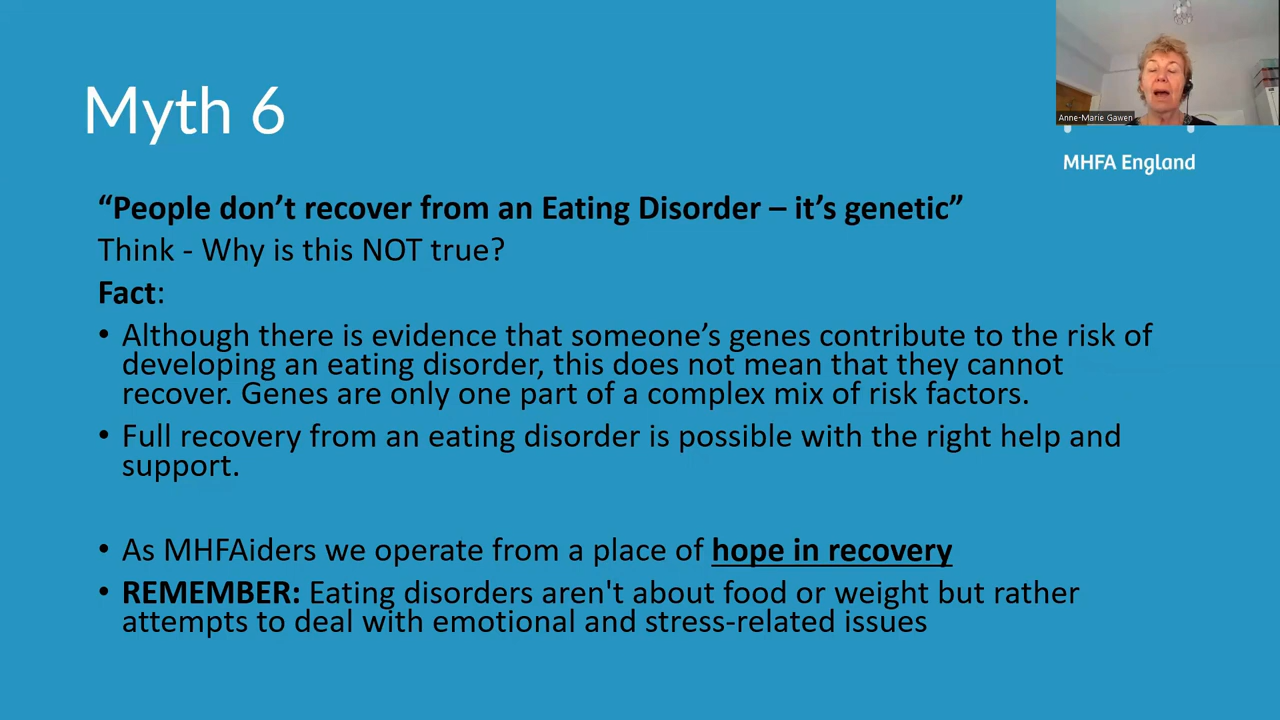 Myth 6
Anne-Marie Gawen
MHFA England
“People don’t recover from an Eating Disorder – it’s genetic”
Think - Why is this NOT true?
Fact:
• Although there is evidence that someone’s genes contribute to the risk of
developing an eating disorder, this does not mean that they cannot
recover. Genes are only one part of a complex mix of risk factors.
• Full recovery from an eating disorder is possible with the right help and
support.
• As MHFAiders we operate from a place of hope in recovery
• REMEMBER: Eating disorders aren't about food or weight but rather
attempts to deal with emotional and stress-related issues